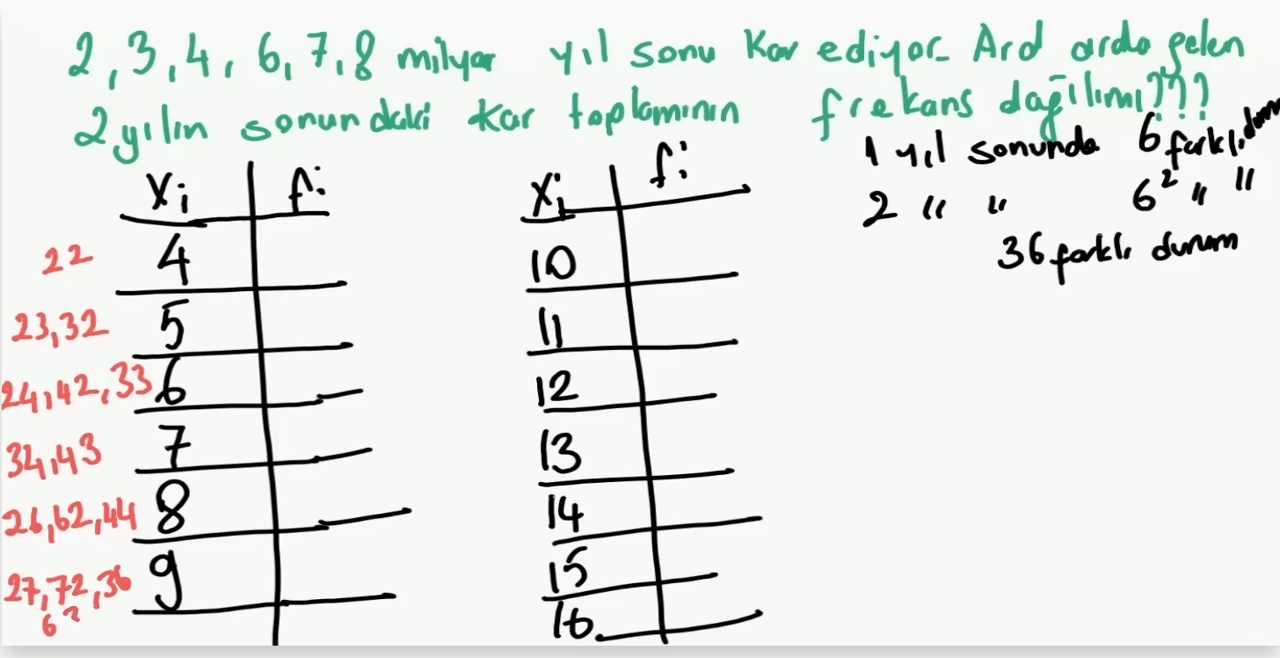 2, 3, 4, 6, 7, 8 milyar yıl sonu Kar ediyor. Ard arda gelen
2 yılın sonundaki Kar toplamının frekans dağılımı???
1 yıl sonunda 6 farklı durum
2 " " 6² " "
36 farklı durum
Xi fi
22 4
23,32 5
24,42,33 6
34,43 7
26,62,44 8
27,72,36 9
63
Xi fi
10
11
12
13
14
15
16